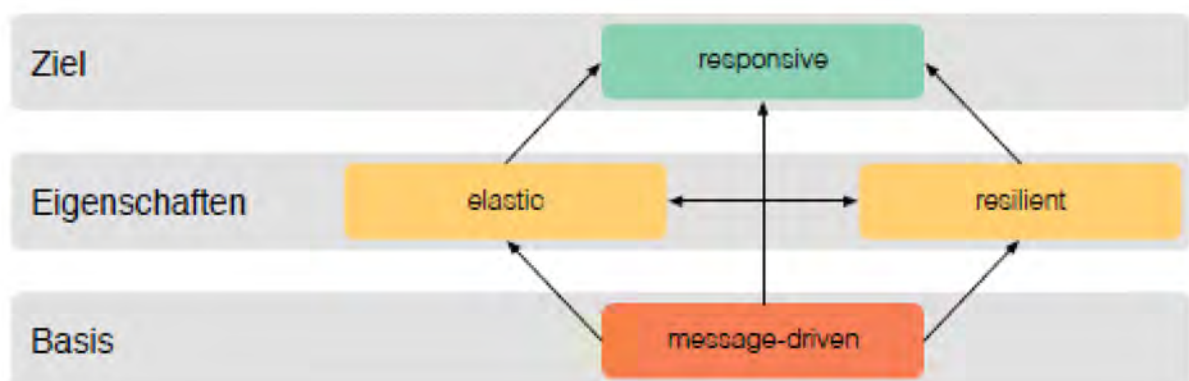 Ziel
responsive
Eigenschaften
elastic
resilient
Basis
message-driven